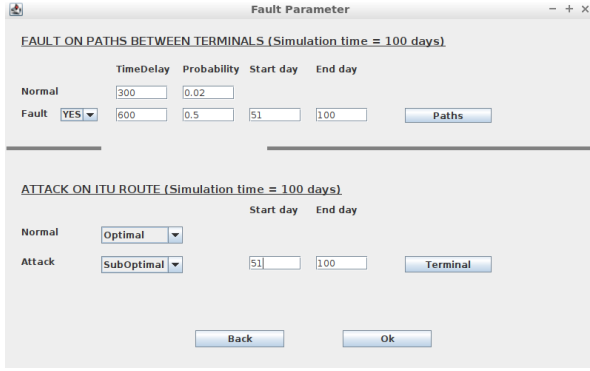 Fault Parameter
FAULT ON PATHS BETWEEN TERMINALS (Simulation time = 100 days)
TimeDelay Probability Start day End day
Normal 300 0.02
Fault YES 600 0.5 51 100 Paths
ATTACK ON ITU ROUTE (Simulation time = 100 days)
Start day End day
Normal Optimal
Attack SubOptimal 51 100 Terminal
Back Ok